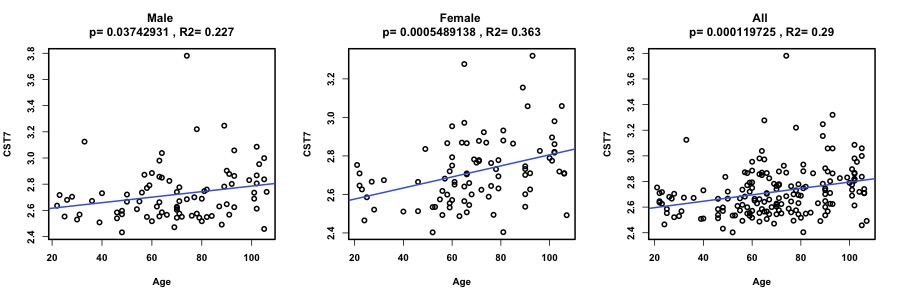 Male
p= 0.03742931 , R2= 0.227
CST7
3.8
3.6
3.4
3.2
3.0
2.8
2.6
2.4
20 40 60 80 100
Age
Female
p= 0.0005489138 , R2= 0.363
CST7
3.2
3.0
2.8
2.6
2.4
20 40 60 80 100
Age
All
p= 0.000119725 , R2= 0.29
CST7
3.8
3.6
3.4
3.2
3.0
2.8
2.6
2.4
20 40 60 80 100
Age